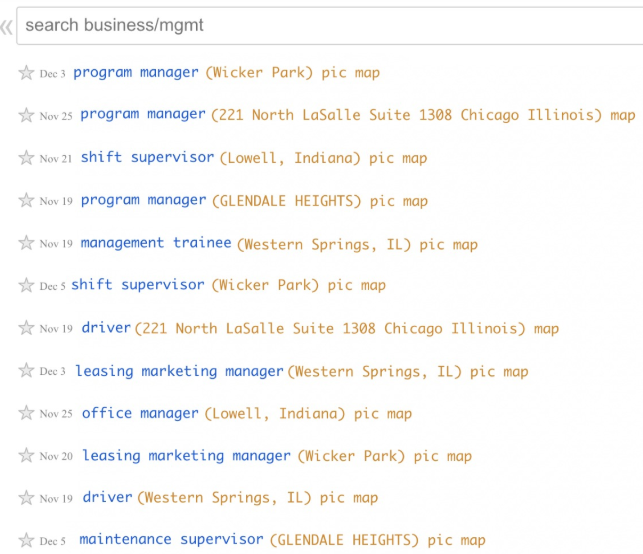 search business/mgmt
Dec 3 program manager (Wicker Park) pic map
Nov 25 program manager (221 North LaSalle Suite 1308 Chicago Illinois) map
Nov 21 shift supervisor (Lowell, Indiana) pic map
Nov 19 program manager (GLENDALE HEIGHTS) pic map
Nov 19 management trainee (Western Springs, IL) pic map
Dec 5 shift supervisor (Wicker Park) pic map
Nov 19 driver (221 North LaSalle Suite 1308 Chicago Illinois) map
Dec 3 leasing marketing manager (Western Springs, IL) pic map
Nov 25 office manager (Lowell, Indiana) pic map
Nov 20 leasing marketing manager (Wicker Park) pic map
Nov 19 driver (Western Springs, IL) pic map
Dec 5 maintenance supervisor (GLENDALE HEIGHTS) pic map